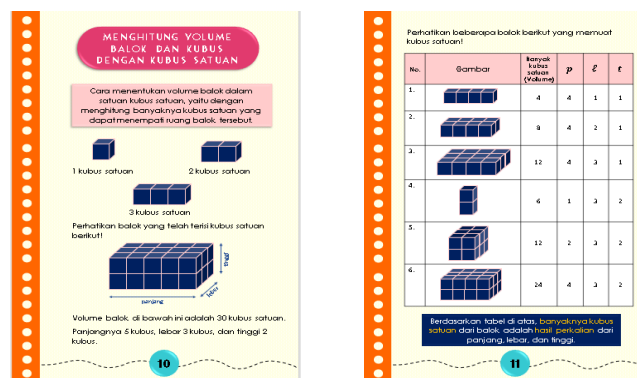 MENGHITUNG VOLUME
BALOK DAN KUBUS
DENGAN KUBUS SATUAN
Cara menentukan volume balok dalam
satuan kubus satuan, yaitu dengan
menghitung banyaknya kubus satuan yang
dapat menempati ruang balok tersebut.
1 kubus satuan
2 kubus satuan
3 kubus satuan
Perhatikan balok yang telah terisi kubus satuan
berikut!
tinggi
lebar
panjang
Volume balok di bawah ini adalah 30 kubus satuan.
Panjangnya 5 kubus, lebar 3 kubus, dan tinggi 2
kubus.
10
Perhatikan beberapa balok berikut yang memuat
kubus satuan!
No. Gambar Banyak kubus satuan (Volume) p ℓ t
1. 4 4 1 1
2. 8 4 2 1
3. 12 4 3 1
4. 6 1 3 2
5. 12 2 3 2
6. 24 4 3 2
Berdasarkan tabel di atas, banyaknya kubus
satuan dari balok adalah hasil perkalian dari
panjang, lebar, dan tinggi.
11